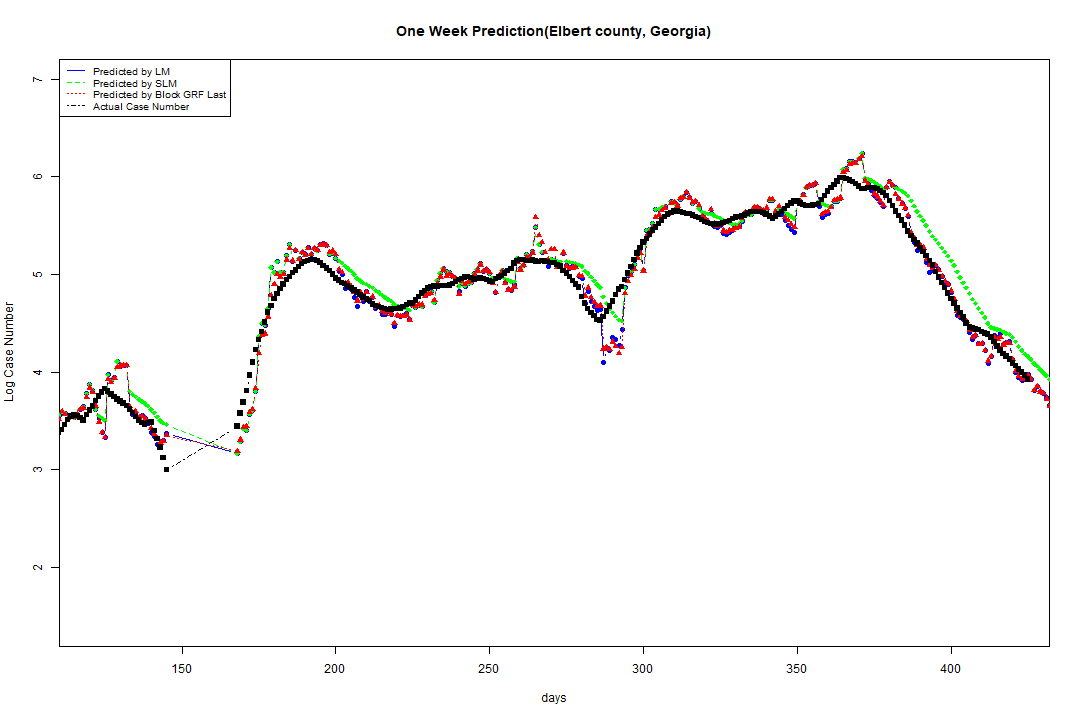 One Week Prediction(Elbert county, Georgia)
Predicted by LM
Predicted by SLM
Predicted by Block GRF Last
Actual Case Number
7
6
5
4
3
2
Log Case Number
150 200 250 300 350 400
days